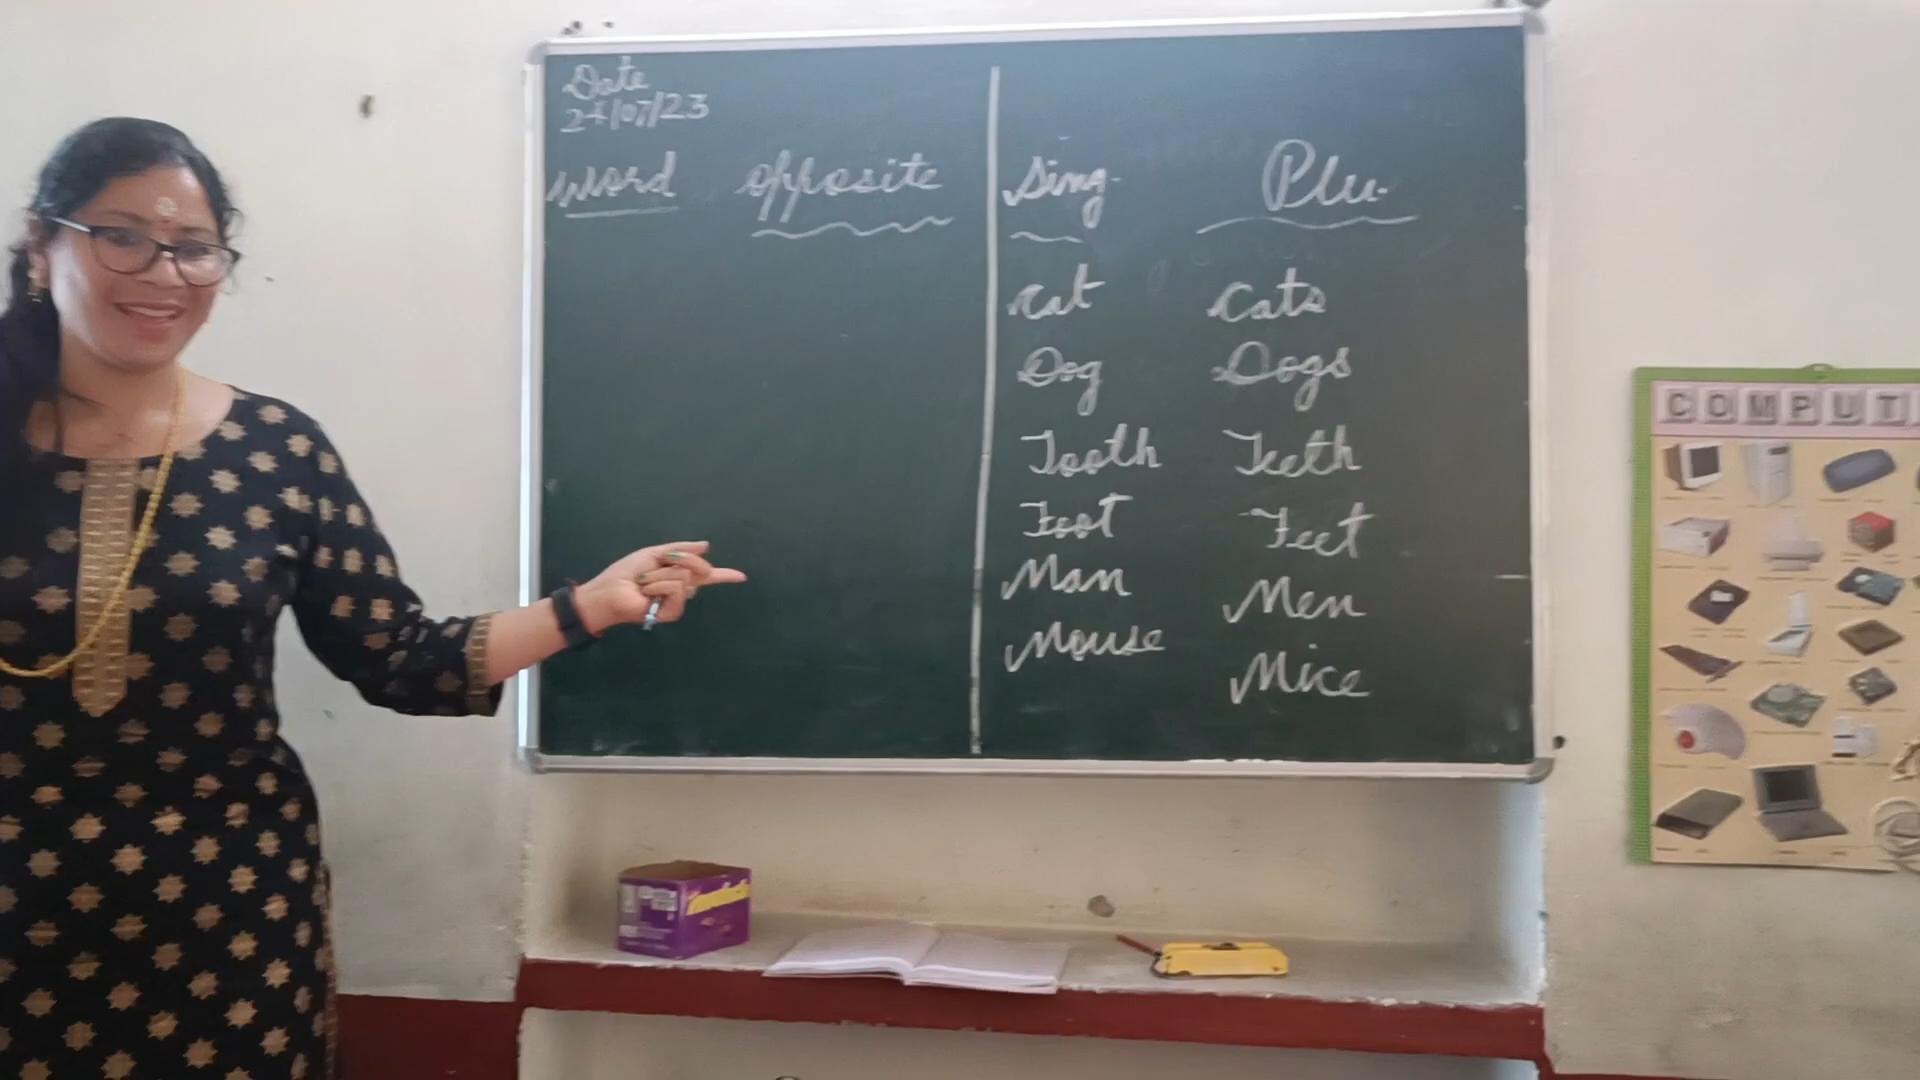 Date
24/07/23
Word opposite
Sing. Plu.
Cat Cats
Dog Dogs
Tooth Teeth
Foot Feet
Man Men
Mouse Mice
COMPUT